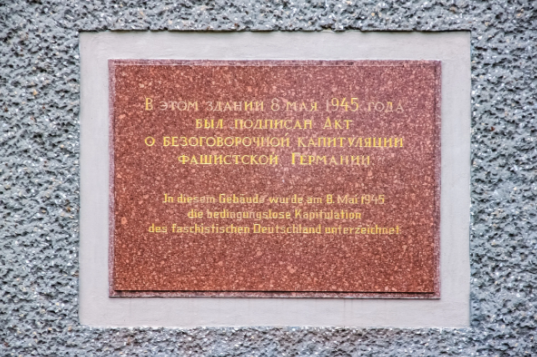 В ЭТОМ ЗДАНИИ 8 МАЯ 1945 ГОДА
БЫЛ ПОДПИСАН АКТ
О БЕЗОГОВОРОЧНОЙ КАПИТУЛЯЦИИ
ФАШИСТСКОЙ ГЕРМАНИИ.
In diesem Gebäude wurde am 8. Mai 1945
die bedingungslose Kapitulation
des faschistischen Deutschland unterzeichnet.